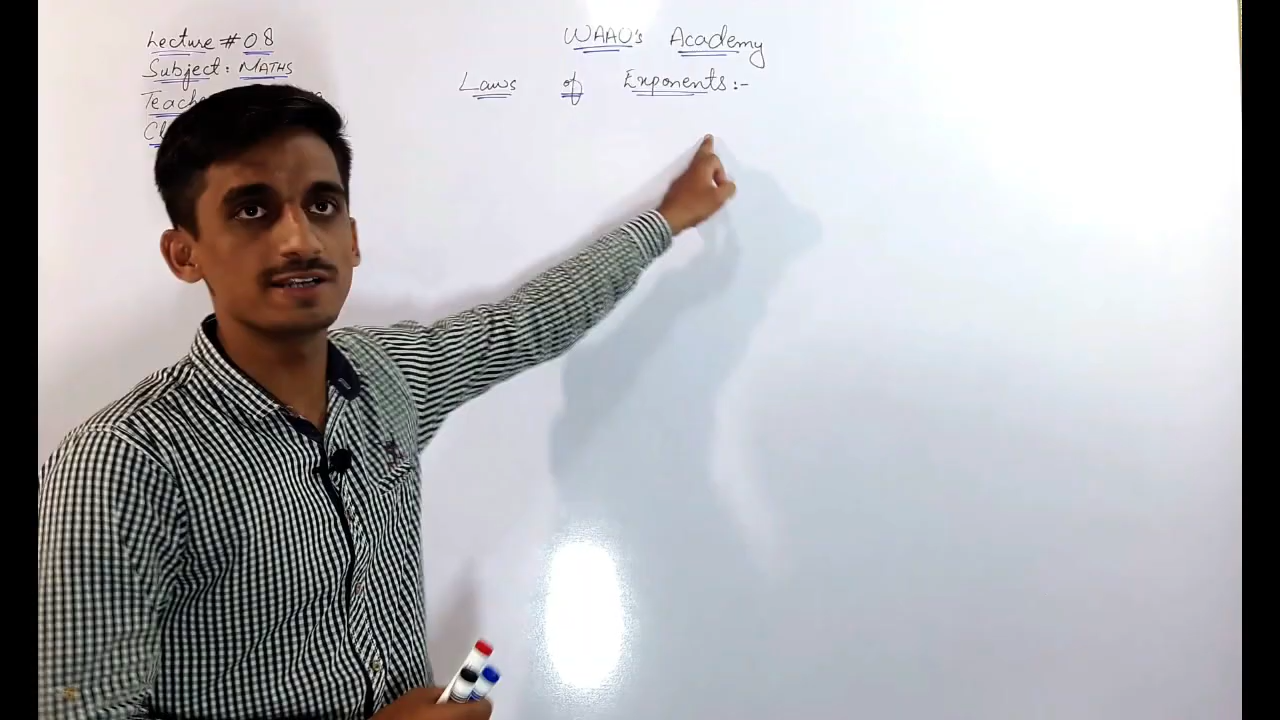 Lecture # 08
Subject: MATHS
WAAU's Academy
Laws of Exponents:-